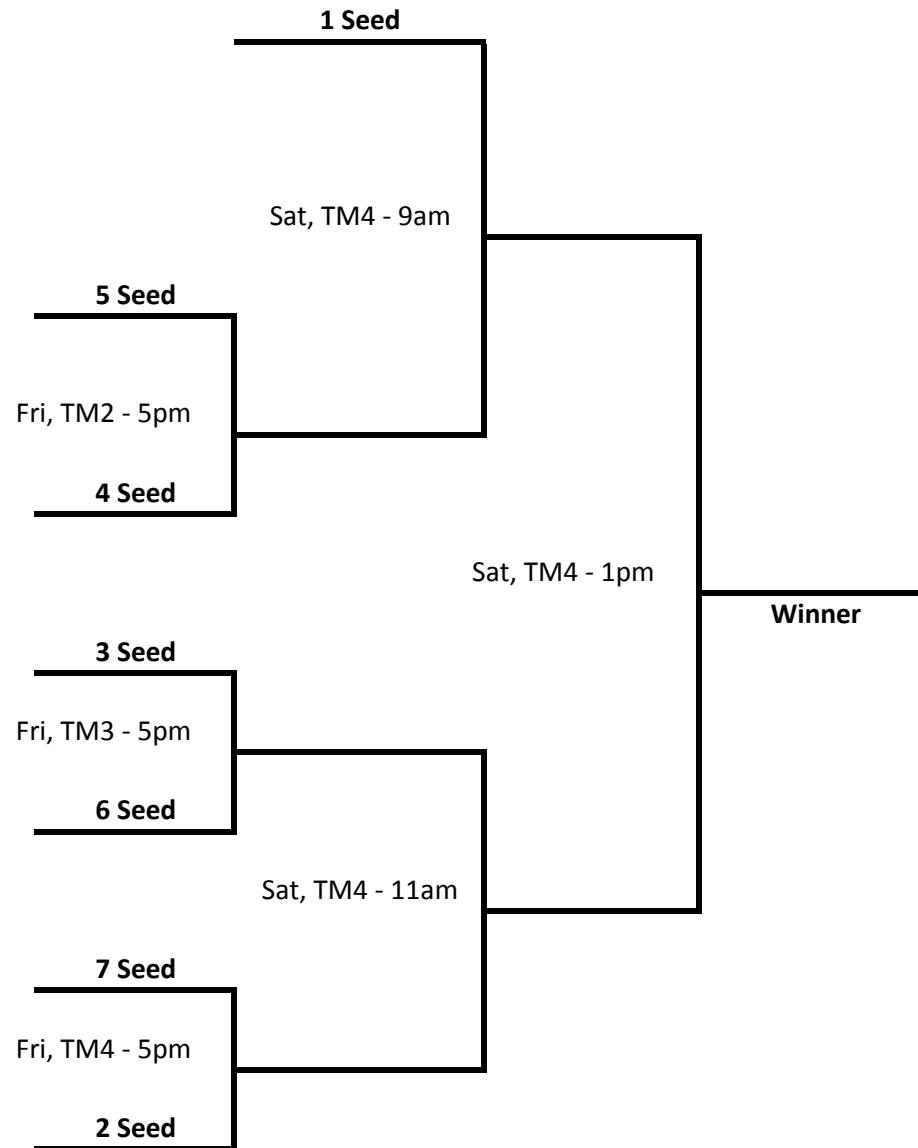 1 Seed
Sat, TM4 - 9am
5 Seed
Fri, TM2 - 5pm
4 Seed
Sat, TM4 - 1pm
Winner
3 Seed
Fri, TM3 - 5pm
6 Seed
Sat, TM4 - 11am
7 Seed
Fri, TM4 - 5pm
2 Seed